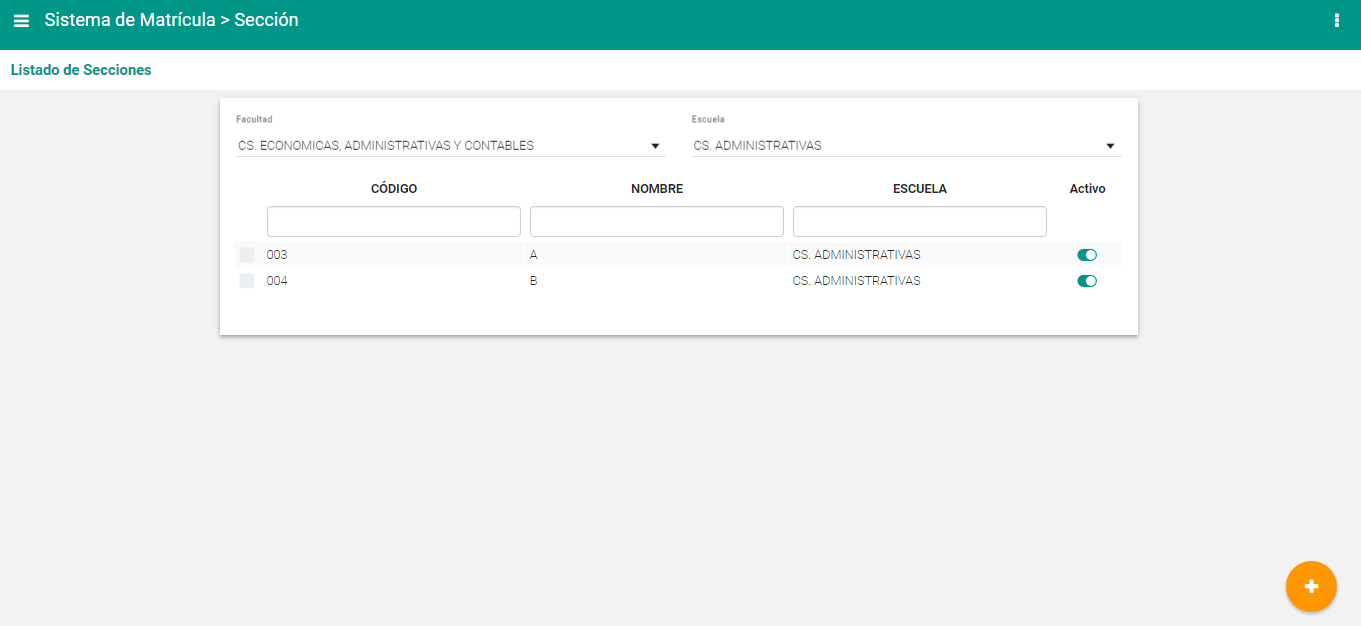 Sistema de Matrícula > Sección
Listado de Secciones
Facultad Escuela
CS. ECONOMICAS, ADMINISTRATIVAS Y CONTABLES CS. ADMINISTRATIVAS
CÓDIGO NOMBRE ESCUELA Activo
003 A CS. ADMINISTRATIVAS
004 B CS. ADMINISTRATIVAS